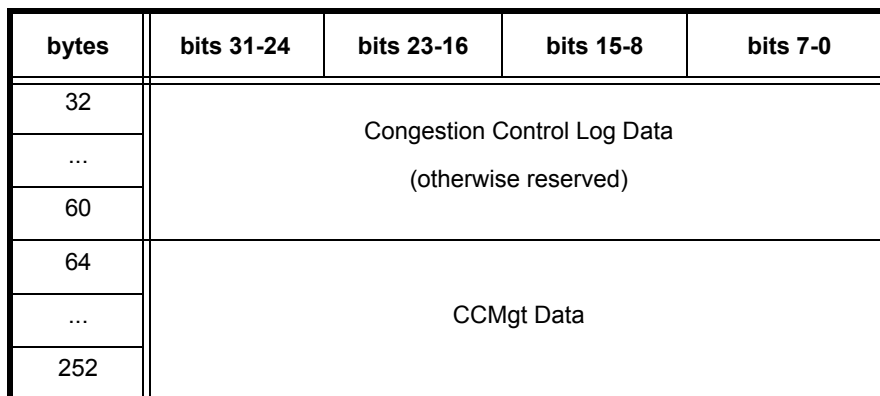 bytes bits 31-24 bits 23-16 bits 15-8 bits 7-0
32
Congestion Control Log Data
...
(otherwise reserved)
60
64
...
CCMgt Data
252